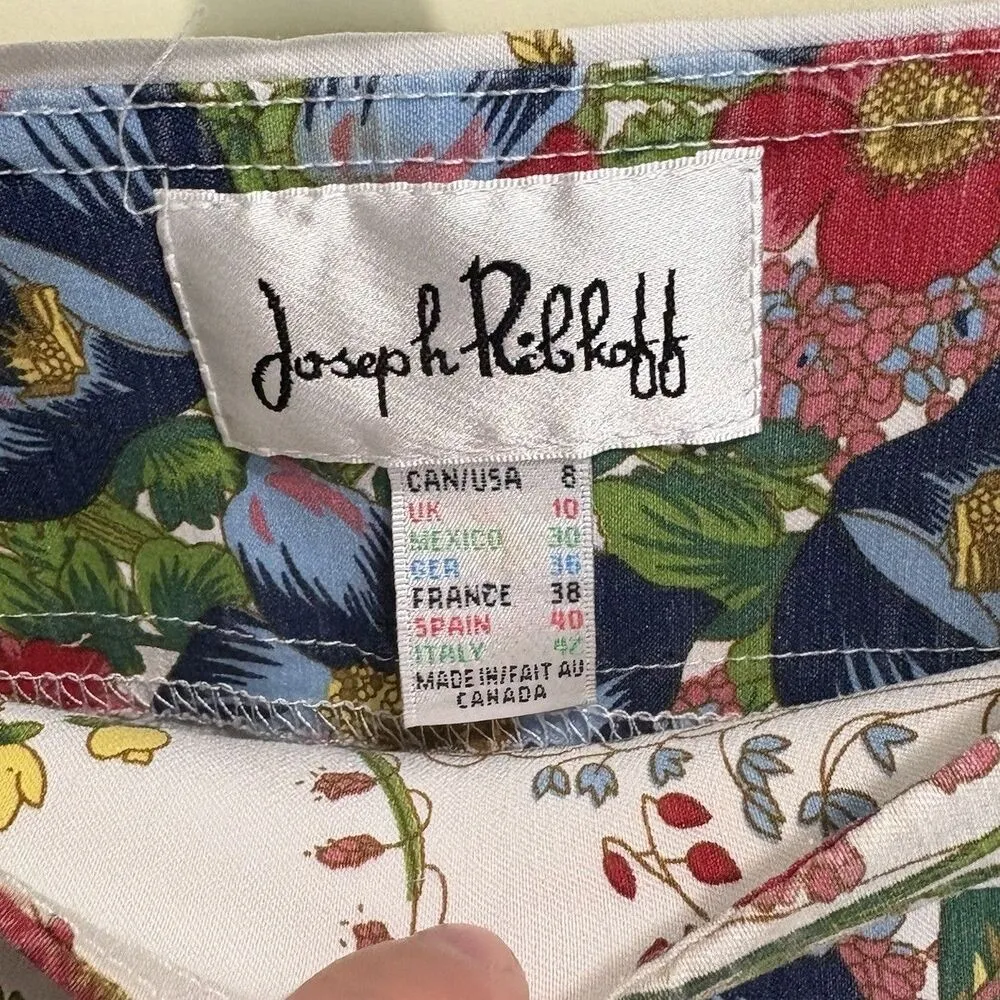 Joseph Ribkoff
CAN/USA 8
UK 10
MEXICO 30
GER 36
FRANCE 38
SPAIN 40
ITALY 42
MADE IN/FAIT AU
CANADA